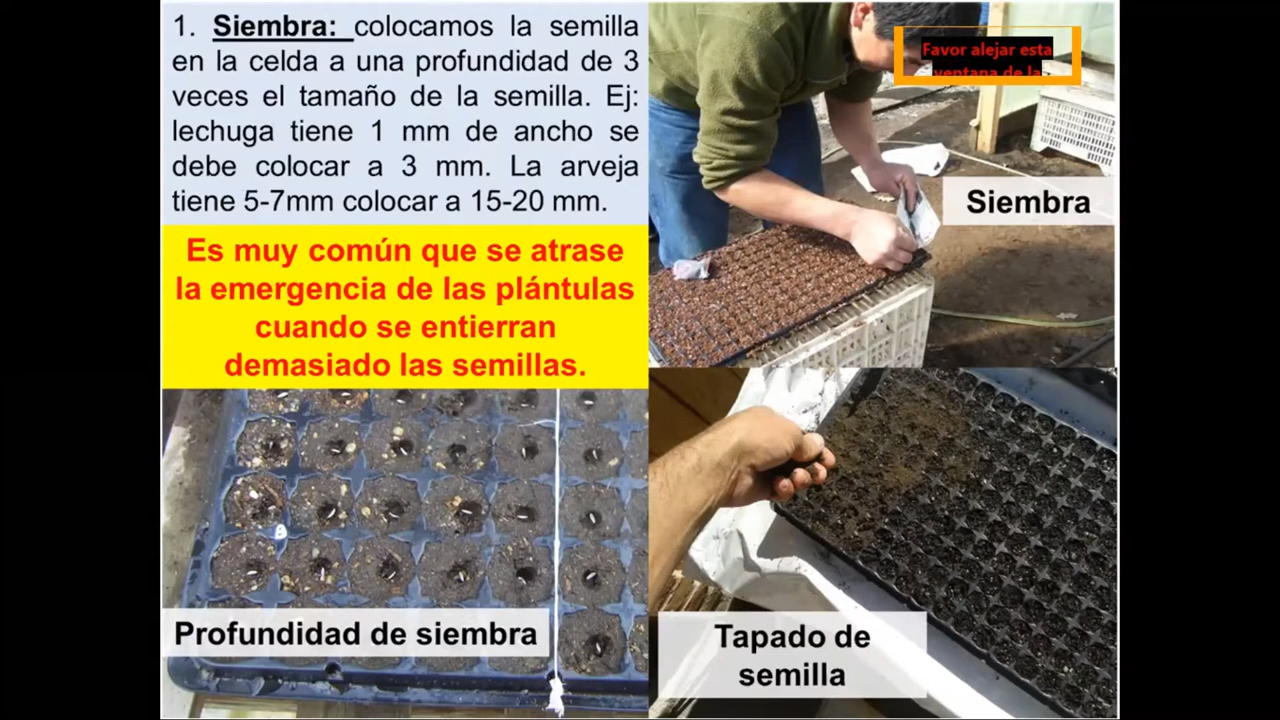 1. Siembra: colocamos la semilla
en la celda a una profundidad de 3
veces el tamaño de la semilla. Ej:
lechuga tiene 1 mm de ancho se
debe colocar a 3 mm. La arveja
tiene 5-7mm colocar a 15-20 mm.
Es muy común que se atrase
la emergencia de las plántulas
cuando se entierran
demasiado las semillas.
Favor alejar esta
ventana de la
Siembra
Profundidad de siembra
Tapado de
semilla